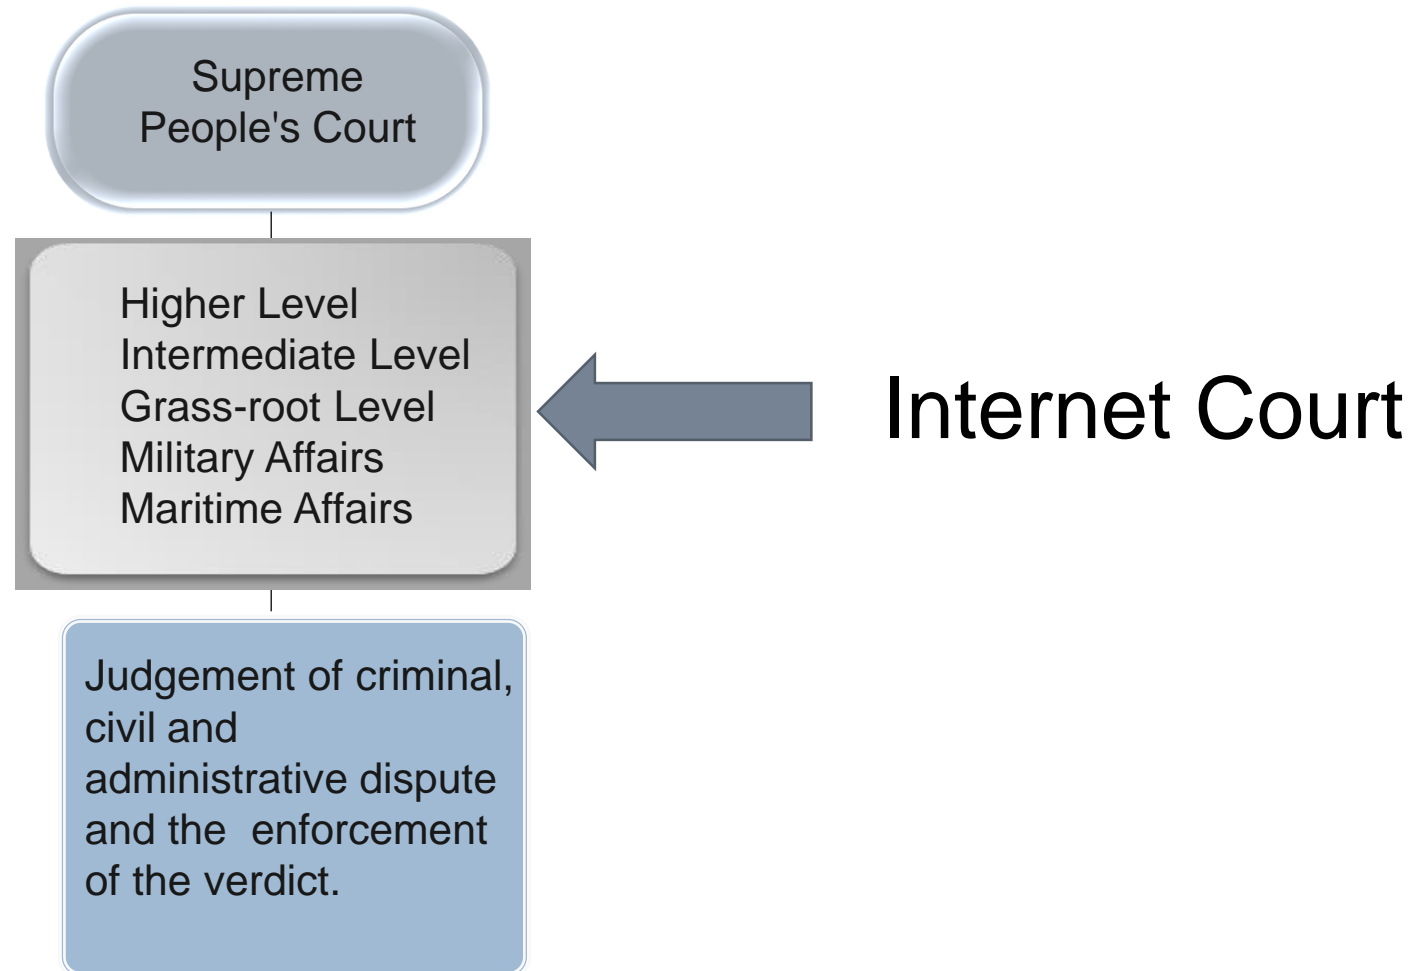 Supreme
People's Court
Higher Level
Intermediate Level
Grass-root Level
Military Affairs
Maritime Affairs
Internet Court
Judgement of criminal,
civil and
administrative dispute
and the  enforcement
of the verdict.